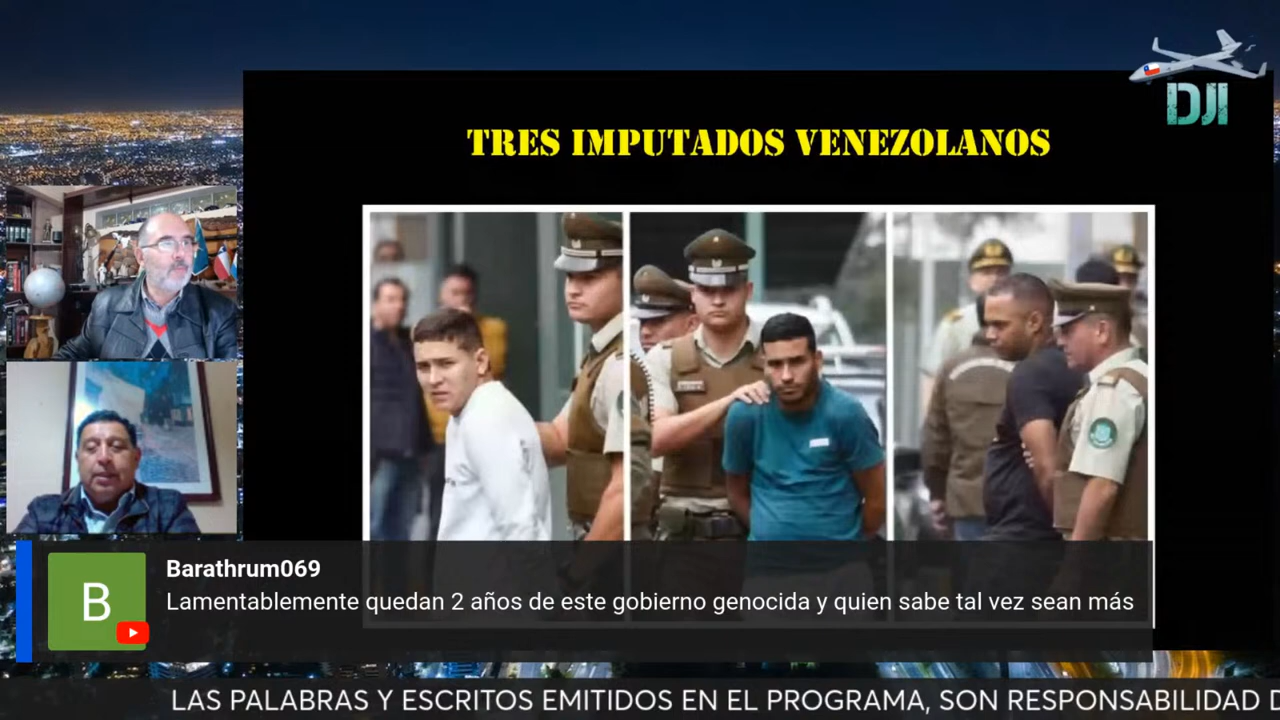 DJI
TRES IMPUTADOS VENEZOLANOS
B
Barathrum069
Lamentablemente quedan 2 años de este gobierno genocida y quien sabe tal vez sean más
LAS PALABRAS Y ESCRITOS EMITIDOS EN EL PROGRAMA, SON RESPONSABILIDAD D